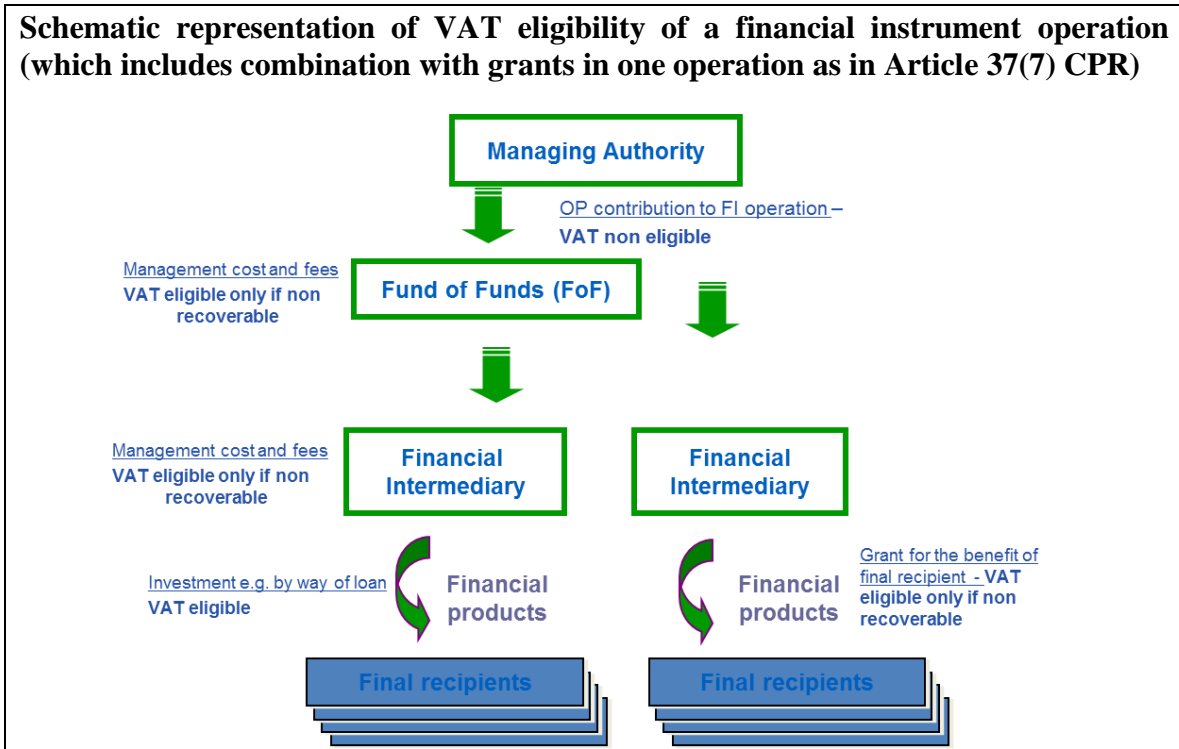 Schematic representation of VAT eligibility of a financial instrument operation
(which includes combination with grants in one operation as in Article 37(7) CPR)
Managing Authority
OP contribution to FI operation –
VAT non eligible
Management cost and fees
VAT eligible only if non
recoverable
Fund of Funds (FoF)
Management cost and fees
VAT eligible only if non
recoverable
Financial
Intermediary
Financial
Intermediary
Investment e.g. by way of loan
VAT eligible
Financial
products
Financial
products
Grant for the benefit of
final recipient - VAT
eligible only if non
recoverable
Final recipients
Final recipients